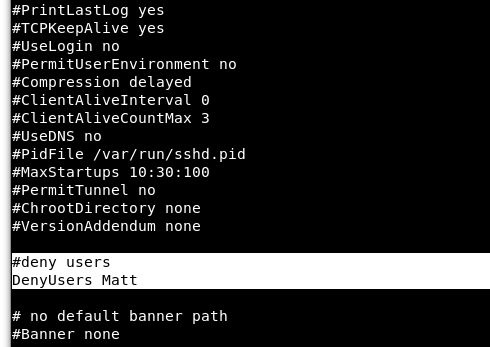 #PrintLastLog yes
#TCPKeepAlive yes
#UseLogin no
#PermitUserEnvironment no
#Compression delayed
#ClientAliveInterval 0
#ClientAliveCountMax 3
#UseDNS no
#PidFile /var/run/sshd.pid
#MaxStartups 10:30:100
#PermitTunnel no
#ChrootDirectory none
#VersionAddendum none
#deny users
DenyUsers Matt
# no default banner path
#Banner none